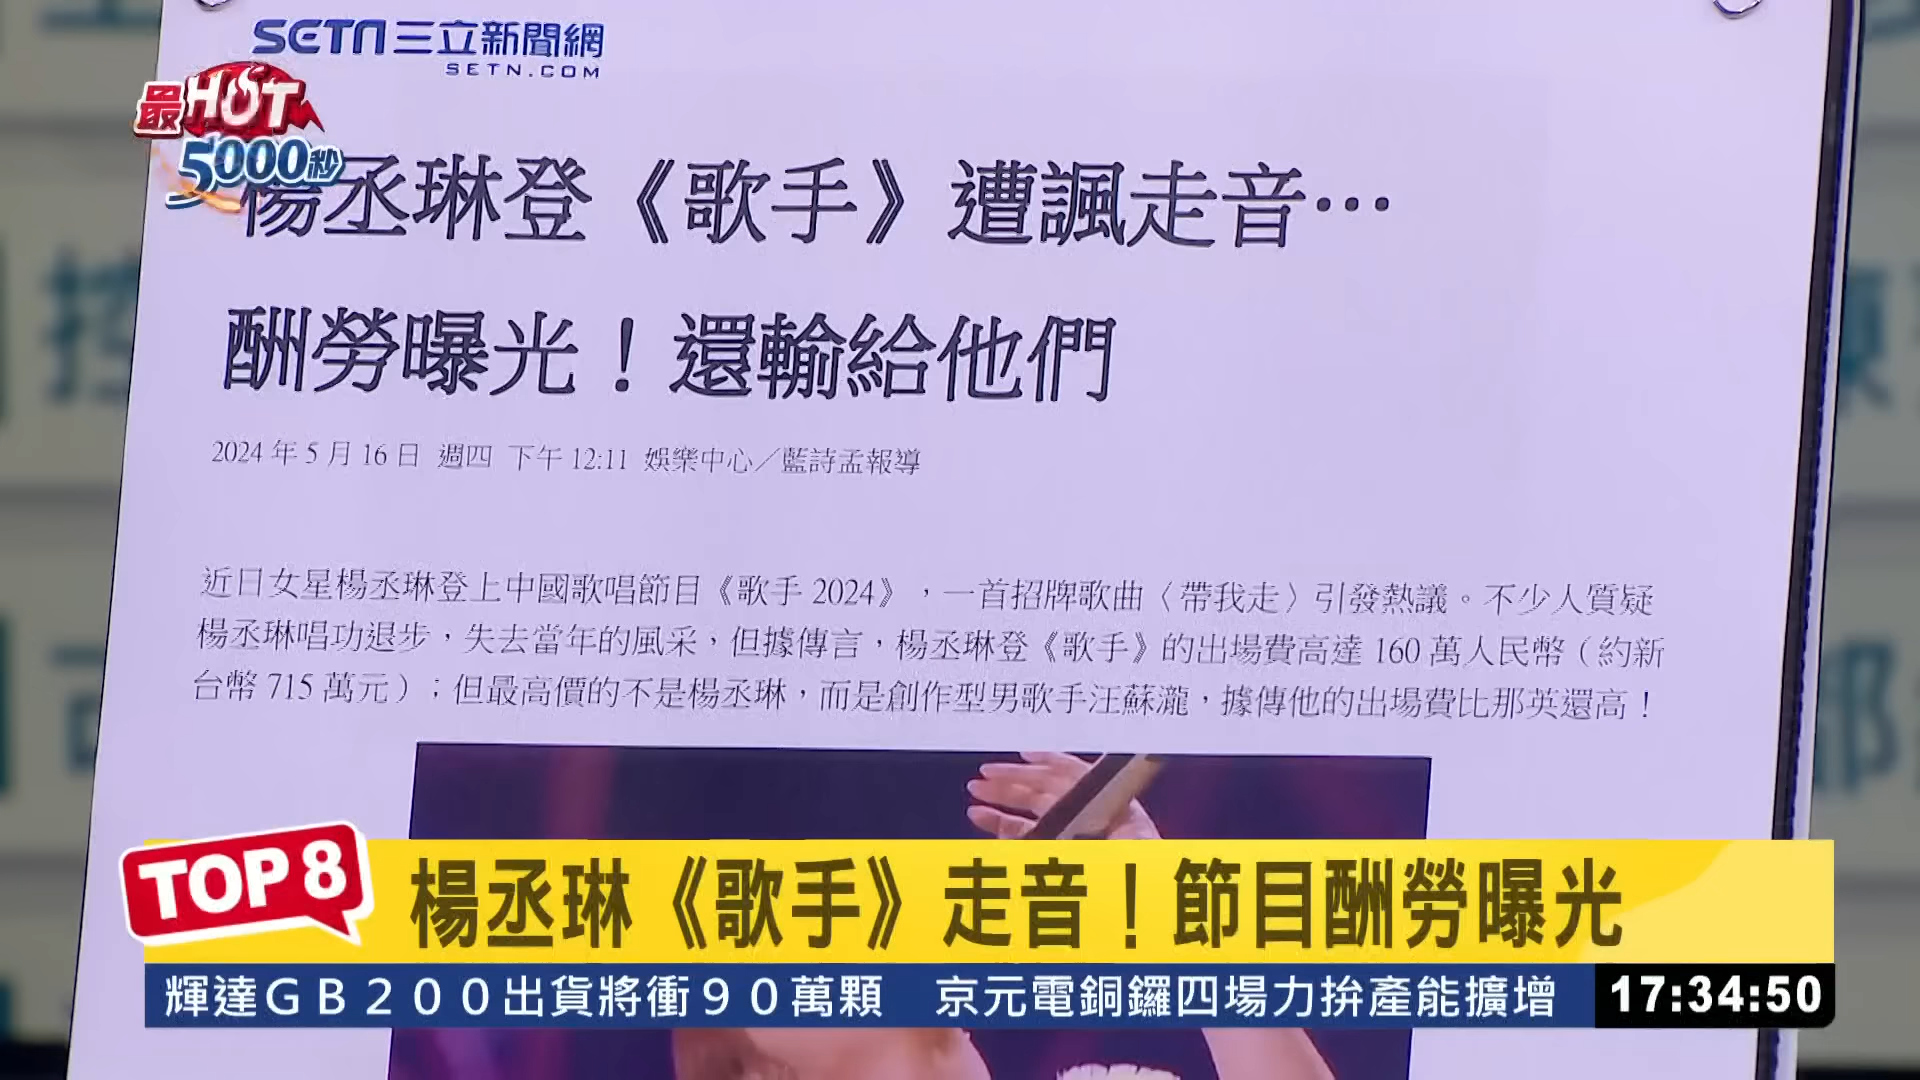 SETN三立新聞網
SETN.COM
最HOT
5000秒
楊丞琳登《歌手》遭諷走音…
酬勞曝光！還輸給他們
2024 年 5 月 16 日 週四 下午 12:11 娛樂中心／藍詩孟報導
近日女星楊丞琳登上中國歌唱節目《歌手 2024》，一首招牌歌曲〈帶我走〉引發熱議。不少人質疑
楊丞琳唱功退步，失去當年的風采，但據傳言，楊丞琳登《歌手》的出場費高達 160 萬人民幣（約新
台幣 715 萬元）；但最高價的不是楊丞琳，而是創作型男歌手汪蘇瀧，據傳他的出場費比那英還高！
TOP 8
楊丞琳《歌手》走音！節目酬勞曝光
輝達ＧＢ２００出貨將衝９０萬顆 京元電銅鑼四場力拚產能擴增
17:34:50